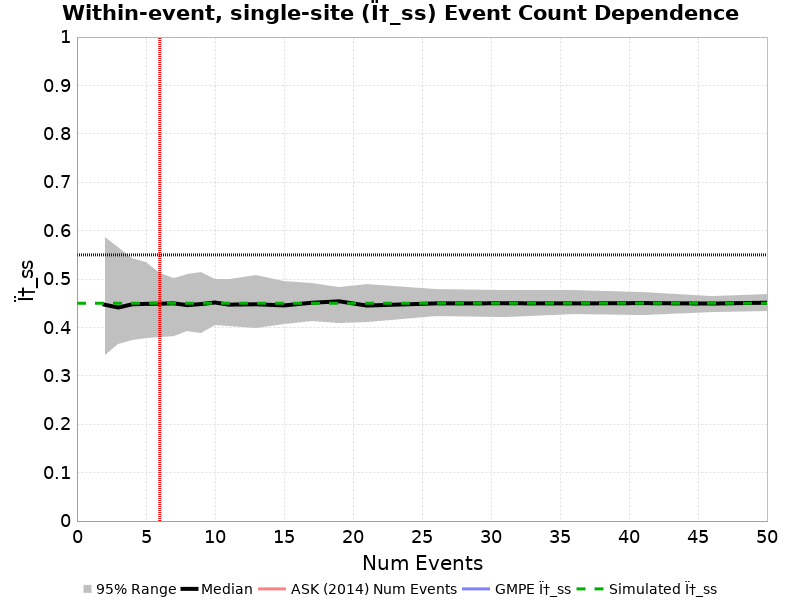 Within-event, single-site (Ï†_ss) Event Count Dependence
1
0.9
0.8
0.7
0.6
0.5
0.4
0.3
0.2
0.1
0
Ï†_ss
0 5 10 15 20 25 30 35 40 45 50
Num Events
95% Range Median ASK (2014) Num Events GMPE Ï†_ss Simulated Ï†_ss